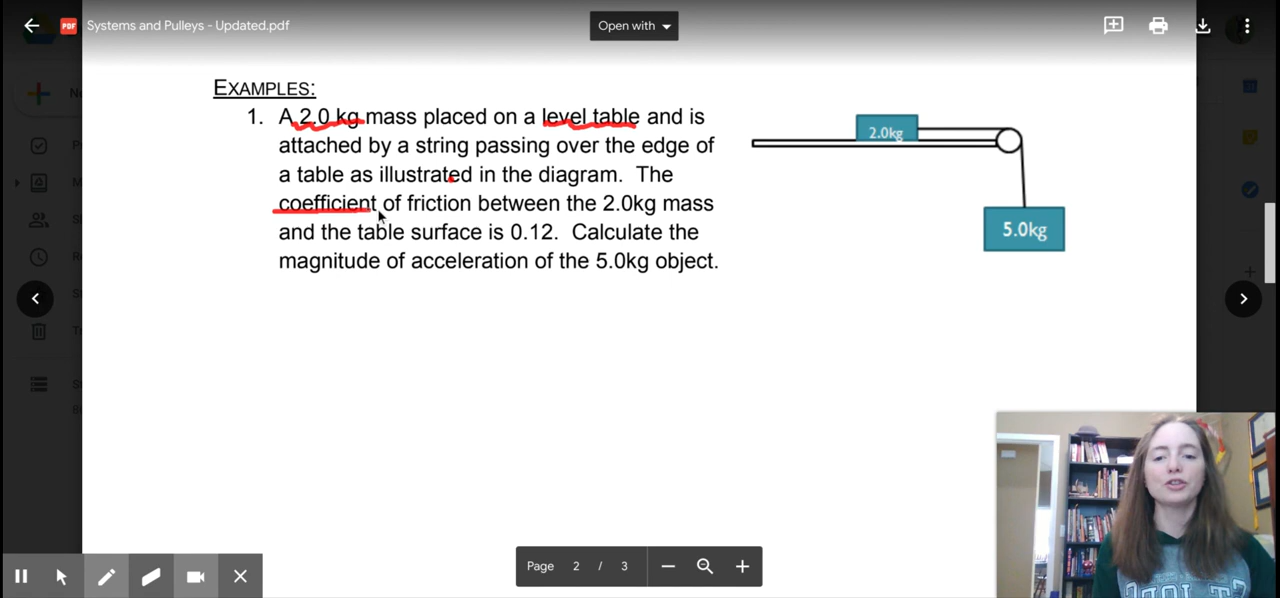 Systems and Pulleys - Updated.pdf
Open with
PDF
EXAMPLES:
1. A 2.0 kg mass placed on a level table and is
attached by a string passing over the edge of
a table as illustrated in the diagram. The
coefficient of friction between the 2.0kg mass
and the table surface is 0.12. Calculate the
magnitude of acceleration of the 5.0kg object.
2.0kg
5.0kg
Page 2 / 3